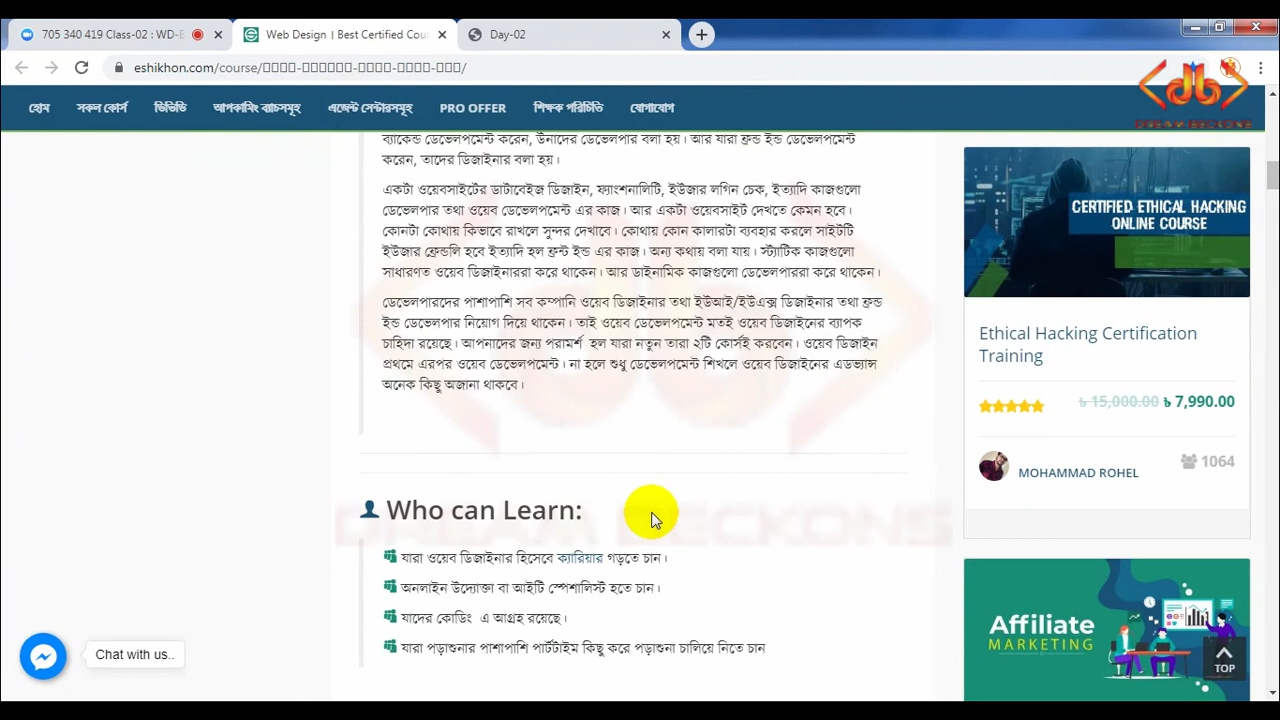 705 340 419 Class-02 : WD-B
Web Design | Best Certified Cou
Day-02
eshikhon.com/course/
হোম
সকল কোর্স
ডিভিডি
আপকামিং ব্যাচসমূহ
এজেন্ট সেন্টারসমূহ
PRO OFFER
শিক্ষক পরিচিতি
যোগাযোগ
DREAM BECKONS
ব্যাকেন্ড ডেভেলপমেন্ট করেন, উঁনাদের ডেভেলপার বলা হয়। আর যারা ফ্রন্ড ইন্ড ডেভেলপমেন্ট
করেন, তাদের ডিজাইনার বলা হয়।
একটা ওয়েবসাইটের ডাটাবেইজ ডিজাইন, ফ্যাংশনালিটি, ইউজার লগিন চেক, ইত্যাদি কাজগুলো
ডেভেলপার তথা ওয়েব ডেভেলপমেন্ট এর কাজ। আর একটা ওয়েবসাইট দেখতে কেমন হবে।
কোনটা কোথায় কিভাবে রাখলে সুন্দর দেখাবে। কোথায় কোন কালারটা ব্যবহার করলে সাইটটি
ইউজার ফ্রেন্ডলি হবে ইত্যাদি হল ফ্রন্ট ইন্ড এর কাজ। অন্য কথায় বলা যায়। স্ট্যাটিক কাজগুলো
সাধারণত ওয়েব ডিজাইনাররা করে থাকেন। আর ডাইনামিক কাজগুলো ডেভেলপাররা করে থাকেন।
ডেভেলপারদের পাশাপাশি সব কম্পানি ওয়েব ডিজাইনার তথা ইউআই/ইউএক্স ডিজাইনার তথা ফ্রন্ড
ইন্ড ডেভেলপার নিয়োগ দিয়ে থাকেন। তাই ওয়েব ডেভেলপমেন্ট মতই ওয়েব ডিজাইনের ব্যাপক
চাহিদা রয়েছে। আপনাদের জন্য পরামর্শ হল যারা নতুন তারা ২টি কোর্সই করবেন। ওয়েব ডিজাইন
প্রথমে এরপর ওয়েব ডেভেলপমেন্ট। না হলে শুধু ডেভেলপমেন্ট শিখলে ওয়েব ডিজাইনের এডভ্যান্স
অনেক কিছু অজানা থাকবে।
Who can Learn:
যারা ওয়েব ডিজাইনার হিসেবে ক্যারিয়ার গড়তে চান।
অনলাইন উদ্যোক্তা বা আইটি স্পেশালিস্ট হতে চান।
যাদের কোডিং এ আগ্রহ রয়েছে।
যারা পড়াশুনার পাশাপাশি পার্টটাইম কিছু করে পড়াশুনা চালিয়ে নিতে চান
DREAM BECKONS
CERTIFIED ETHICAL HACKING
ONLINE COURSE
Ethical Hacking Certification
Training
৳ 15,000.00 ৳ 7,990.00
MOHAMMAD ROHEL
1064
Affiliate
MARKETING
TOP
Chat with us..